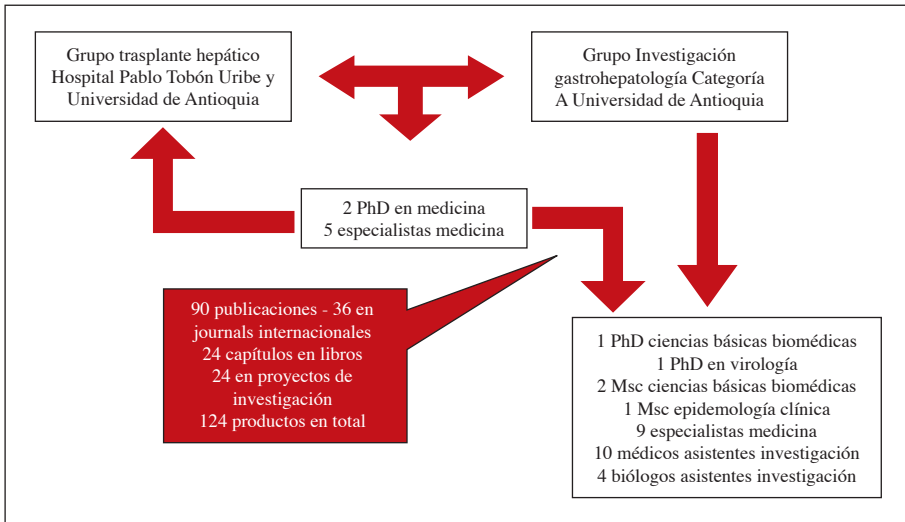 Grupo trasplante hepático
Hospital Pablo Tobón Uribe y
Universidad de Antioquia
Grupo Investigación
gastrohepatología Categoría
A Universidad de Antioquia
2 PhD en medicina
5 especialistas medicina
90 publicaciones - 36 en
journals internacionales
24 capítulos en libros
24 en proyectos de
investigación
124 productos en total
1 PhD ciencias básicas biomédicas
1 PhD en virología
2 Msc ciencias básicas biomédicas
1 Msc epidemología clínica
9 especialistas medicina
10 médicos asistentes investigación
4 biólogos asistentes investigación